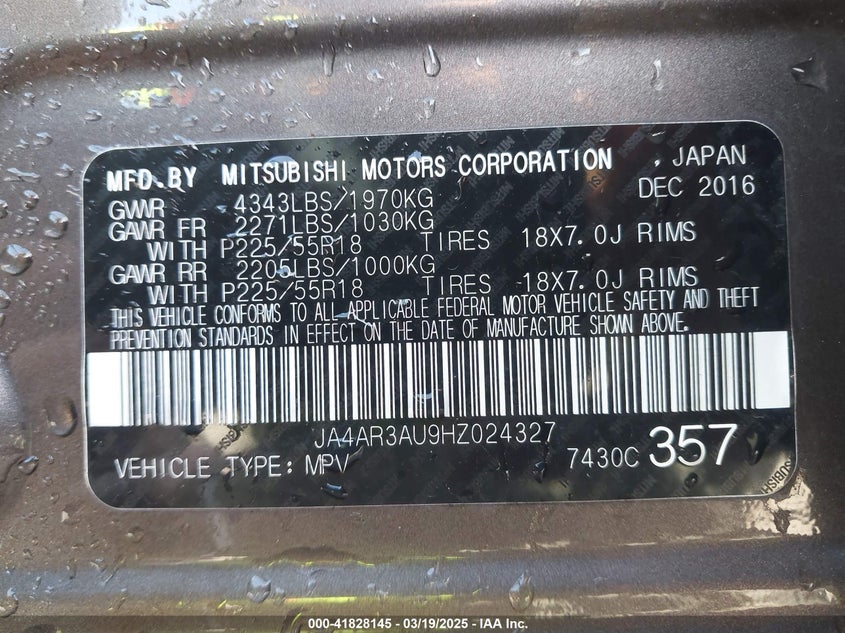 MFD.BY MITSUBISHI MOTORS CORPORATION , JAPAN
GWVR 4343LBS/1970KG DEC 2016
GAWR FR 2271LBS/1030KG
WITH P225/55R18 TIRES 18X7.0J RIMS
GAWR RR 2205LBS/1000KG
WITH P225/55R18 TIRES 18X7.0J RIMS
THIS VEHICLE CONFORMS TO ALL APPLICABLE FEDERAL MOTOR VEHICLE SAFETY AND THEFT
PREVENTION STANDARDS IN EFFECT ON THE DATE OF MANUFACTURE SHOWN ABOVE.
JA4AR3AU9HZ024327
VEHICLE TYPE: MPV 7430C 357
000-41828145 - 03/19/2025 - IAA Inc.